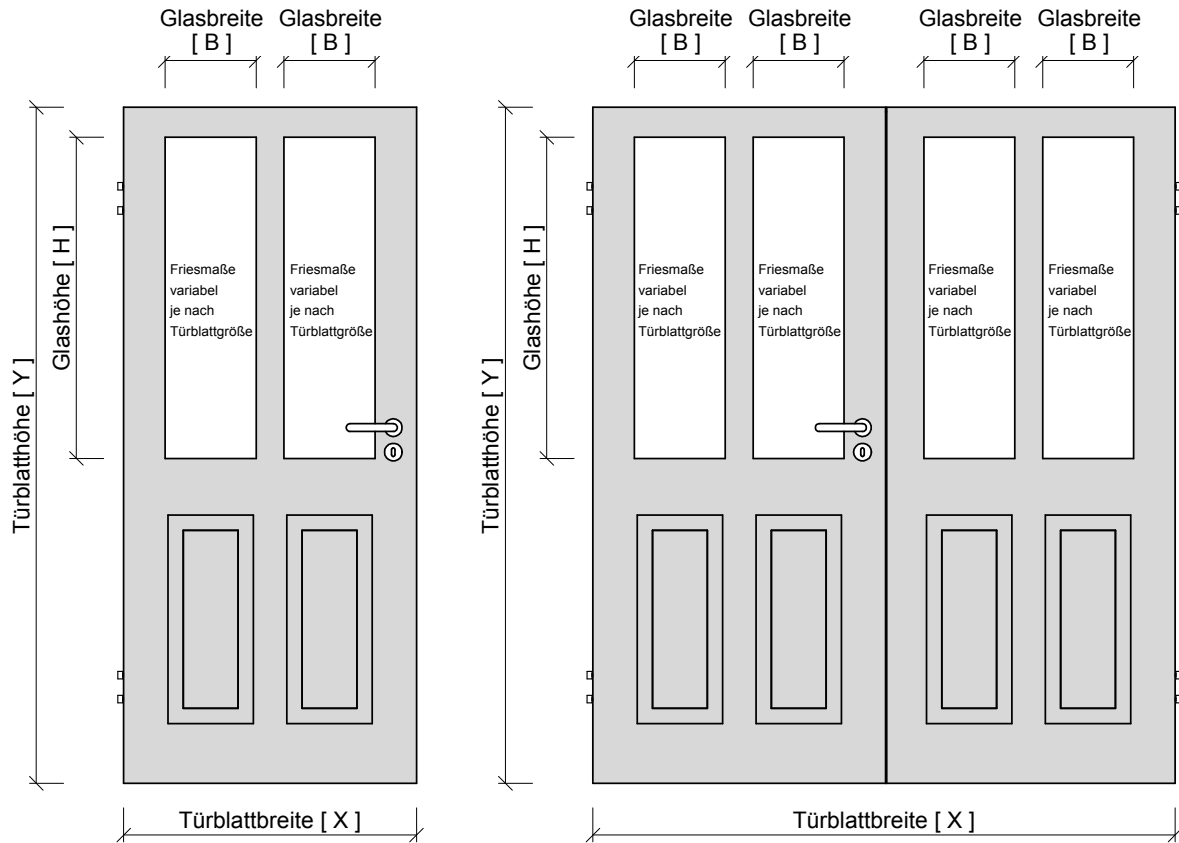 Glasbreite
[ B ]
Glasbreite
[ B ]
Glasbreite
[ B ]
Glasbreite
[ B ]
Glasbreite
[ B ]
Glasbreite
[ B ]
Türblatthöhe [ Y ]
Glashöhe [ H ]
Friesmaße
variabel
je nach
Türblattgröße
Friesmaße
variabel
je nach
Türblattgröße
Türblattbreite [ X ]
Türblatthöhe [ Y ]
Glashöhe [ H ]
Friesmaße
variabel
je nach
Türblattgröße
Friesmaße
variabel
je nach
Türblattgröße
Friesmaße
variabel
je nach
Türblattgröße
Friesmaße
variabel
je nach
Türblattgröße
Türblattbreite [ X ]